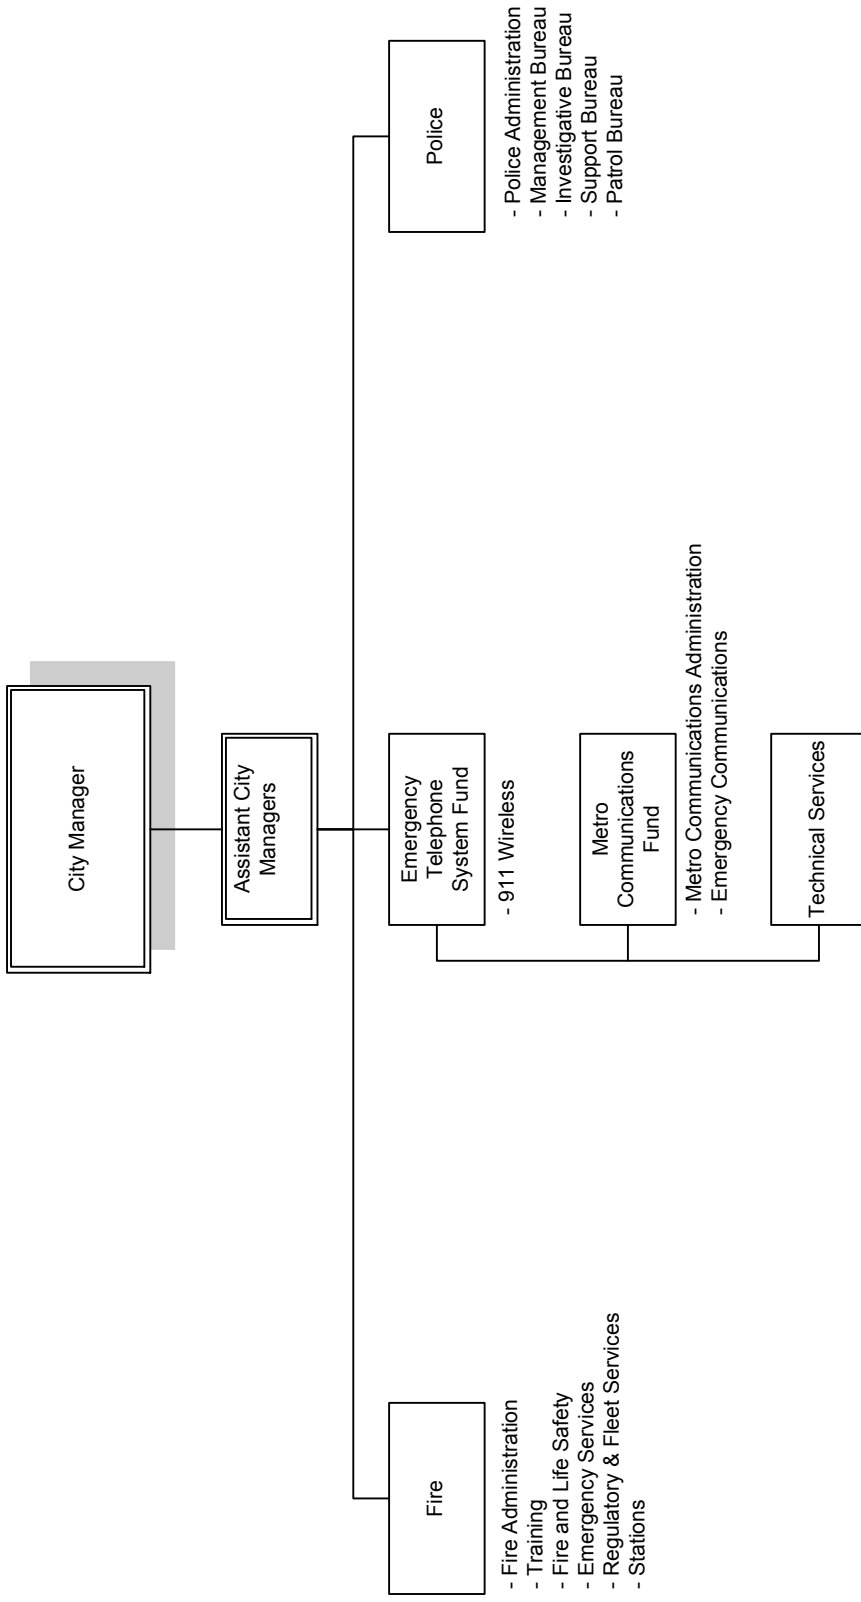 City Manager
Assistant City
Managers
Fire
- Fire Administration
- Training
- Fire and Life Safety
- Emergency Services
- Regulatory & Fleet Services
- Stations
Emergency
Telephone
System Fund
- 911 Wireless
Metro
Communications
Fund
- Metro Communications Administration
- Emergency Communications
Technical Services
Police
- Police Administration
- Management Bureau
- Investigative Bureau
- Support Bureau
- Patrol Bureau